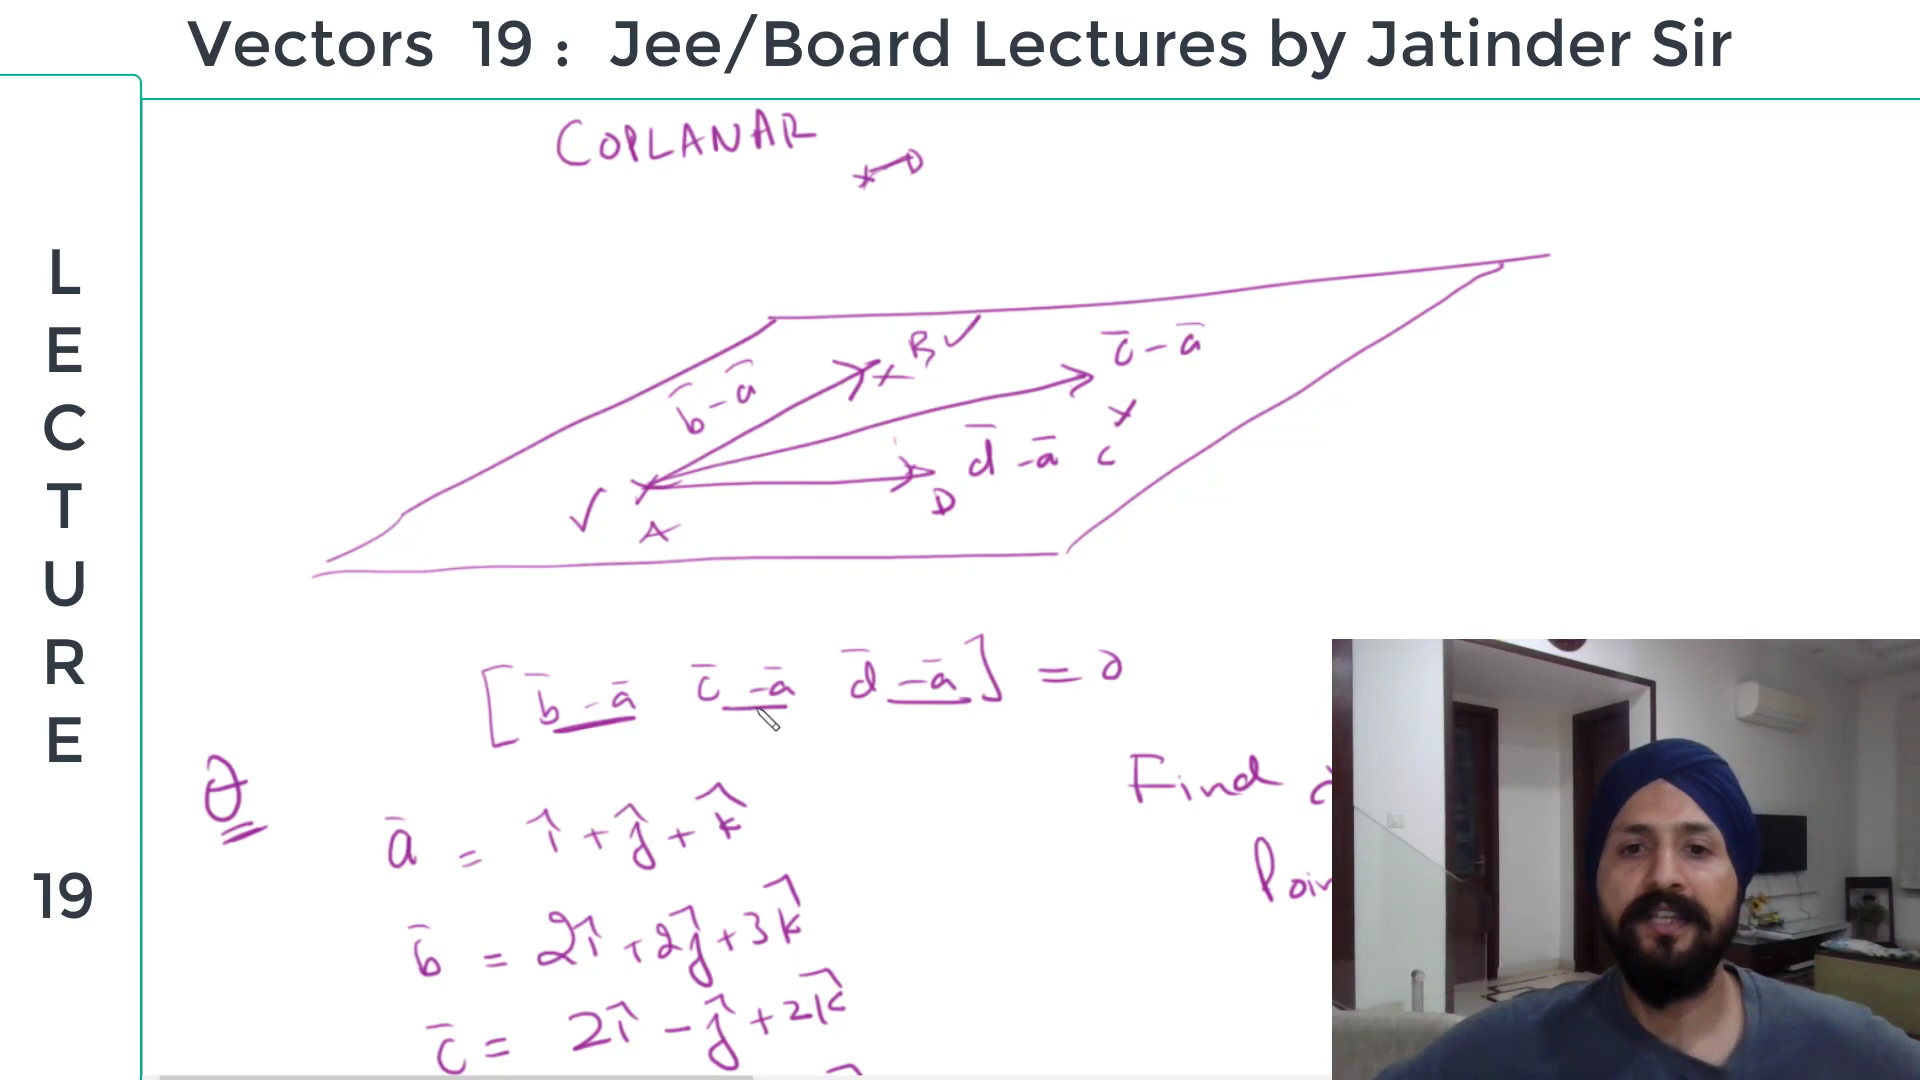 Vectors 19 : Jee/Board Lectures by Jatinder Sir
LECTURE
19
COPLANAR
D
B
b̄ - ā
c̄ - ā
d̄ - ā
C
D
A
[b̄ - ā c̄ - ā d̄ - ā] = 0
Q
Find
ā = î + ĵ + k̂
b̄ = 2î + 2ĵ + 3k̂
c̄ = 2î - ĵ + 2k̂